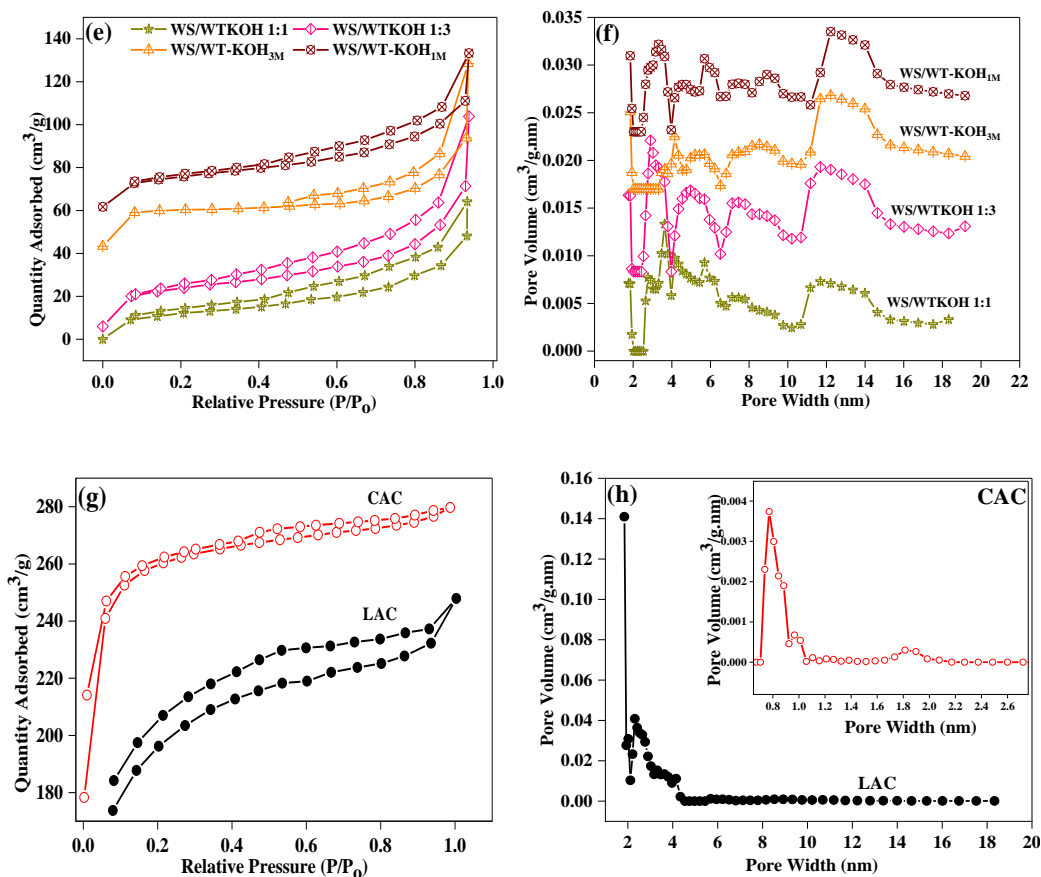 (e)
WS/WTKOH 1:1
WS/WTKOH 1:3
WS/WT-KOH3M
WS/WT-KOH1M
Quantity Adsorbed (cm3/g)
140
120
100
80
60
40
20
0
0.0 0.2 0.4 0.6 0.8 1.0
Relative Pressure (P/Po)
(f)
WS/WT-KOH1M
WS/WT-KOH3M
WS/WTKOH 1:3
WS/WTKOH 1:1
Pore Volume (cm3/g.nm)
0.035
0.030
0.025
0.020
0.015
0.010
0.005
0.000
0 2 4 6 8 10 12 14 16 18 20 22
Pore Width (nm)
(g)
CAC
LAC
Quantity Adsorbed (cm3/g)
280
260
240
220
200
180
0.0 0.2 0.4 0.6 0.8 1.0
Relative Pressure (P/Po)
(h)
CAC
Pore Volume (cm3/g.nm)
0.004
0.003
0.002
0.001
0.000
0.8 1.0 1.2 1.4 1.6 1.8 2.0 2.2 2.4 2.6
Pore Width (nm)
LAC
Pore Volume (cm3/g.nm)
0.16
0.14
0.12
0.10
0.08
0.06
0.04
0.02
0.00
2 4 6 8 10 12 14 16 18 20
Pore Width (nm)